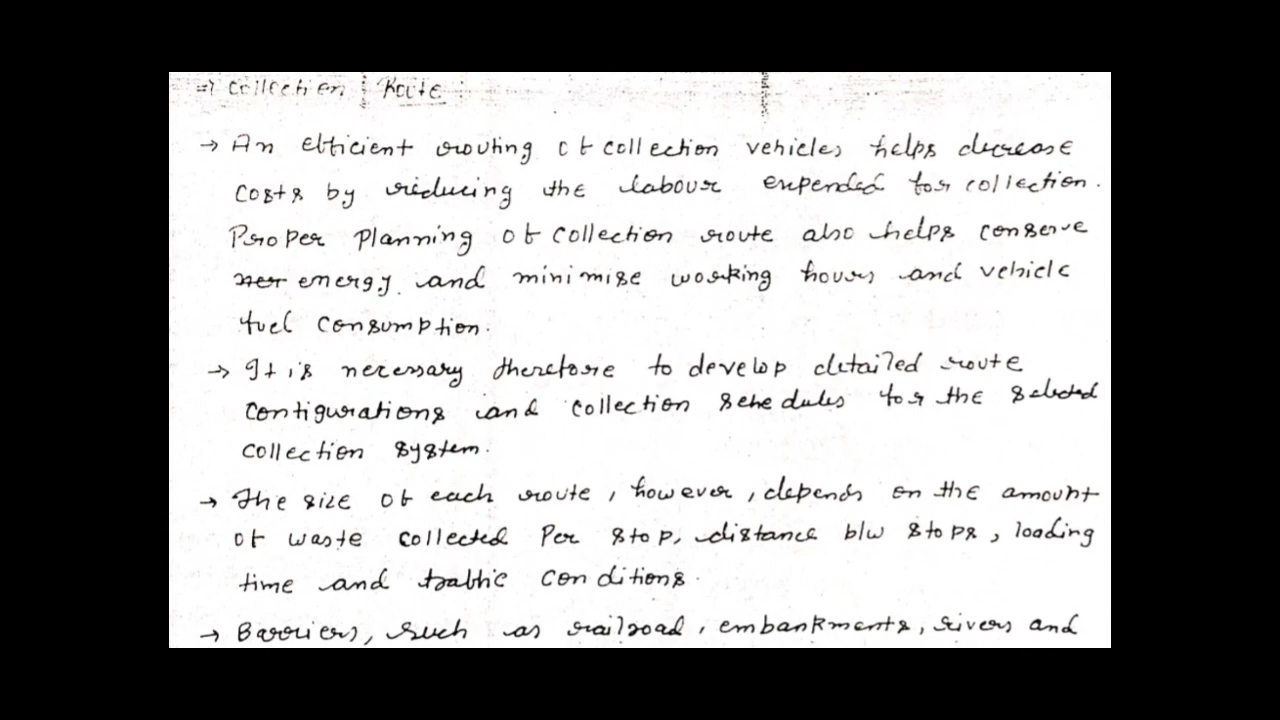 ⇒ Collection Route
→ An efficient routing of collection vehicles helps decrease
costs by reducing the labour expended for collection.
Proper planning of collection route also helps conserve
ner energy and minimise working hours and vehicle
fuel consumption.
→ It is necessary therefore to develop detailed route
configurations and collection schedules for the selected
collection system.
→ The size of each route, however, depends on the amount
of waste collected per stop, distance b/w stops, loading
time and traffic conditions.
→ Barriers, such as railroad, embankments, rivers and